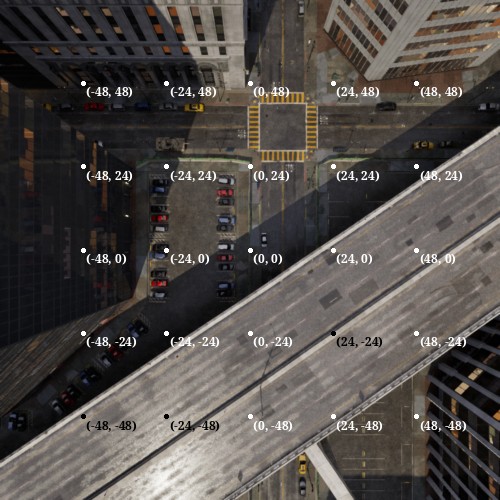 (-48, 48) (-24, 48) (0, 48) (24, 48) (48, 48)
(-48, 24) (-24, 24) (0, 24) (24, 24) (48, 24)
(-48, 0) (-24, 0) (0, 0) (24, 0) (48, 0)
(-48, -24) (-24, -24) (0, -24) (24, -24) (48, -24)
(-48, -48) (-24, -48) (0, -48) (24, -48) (48, -48)